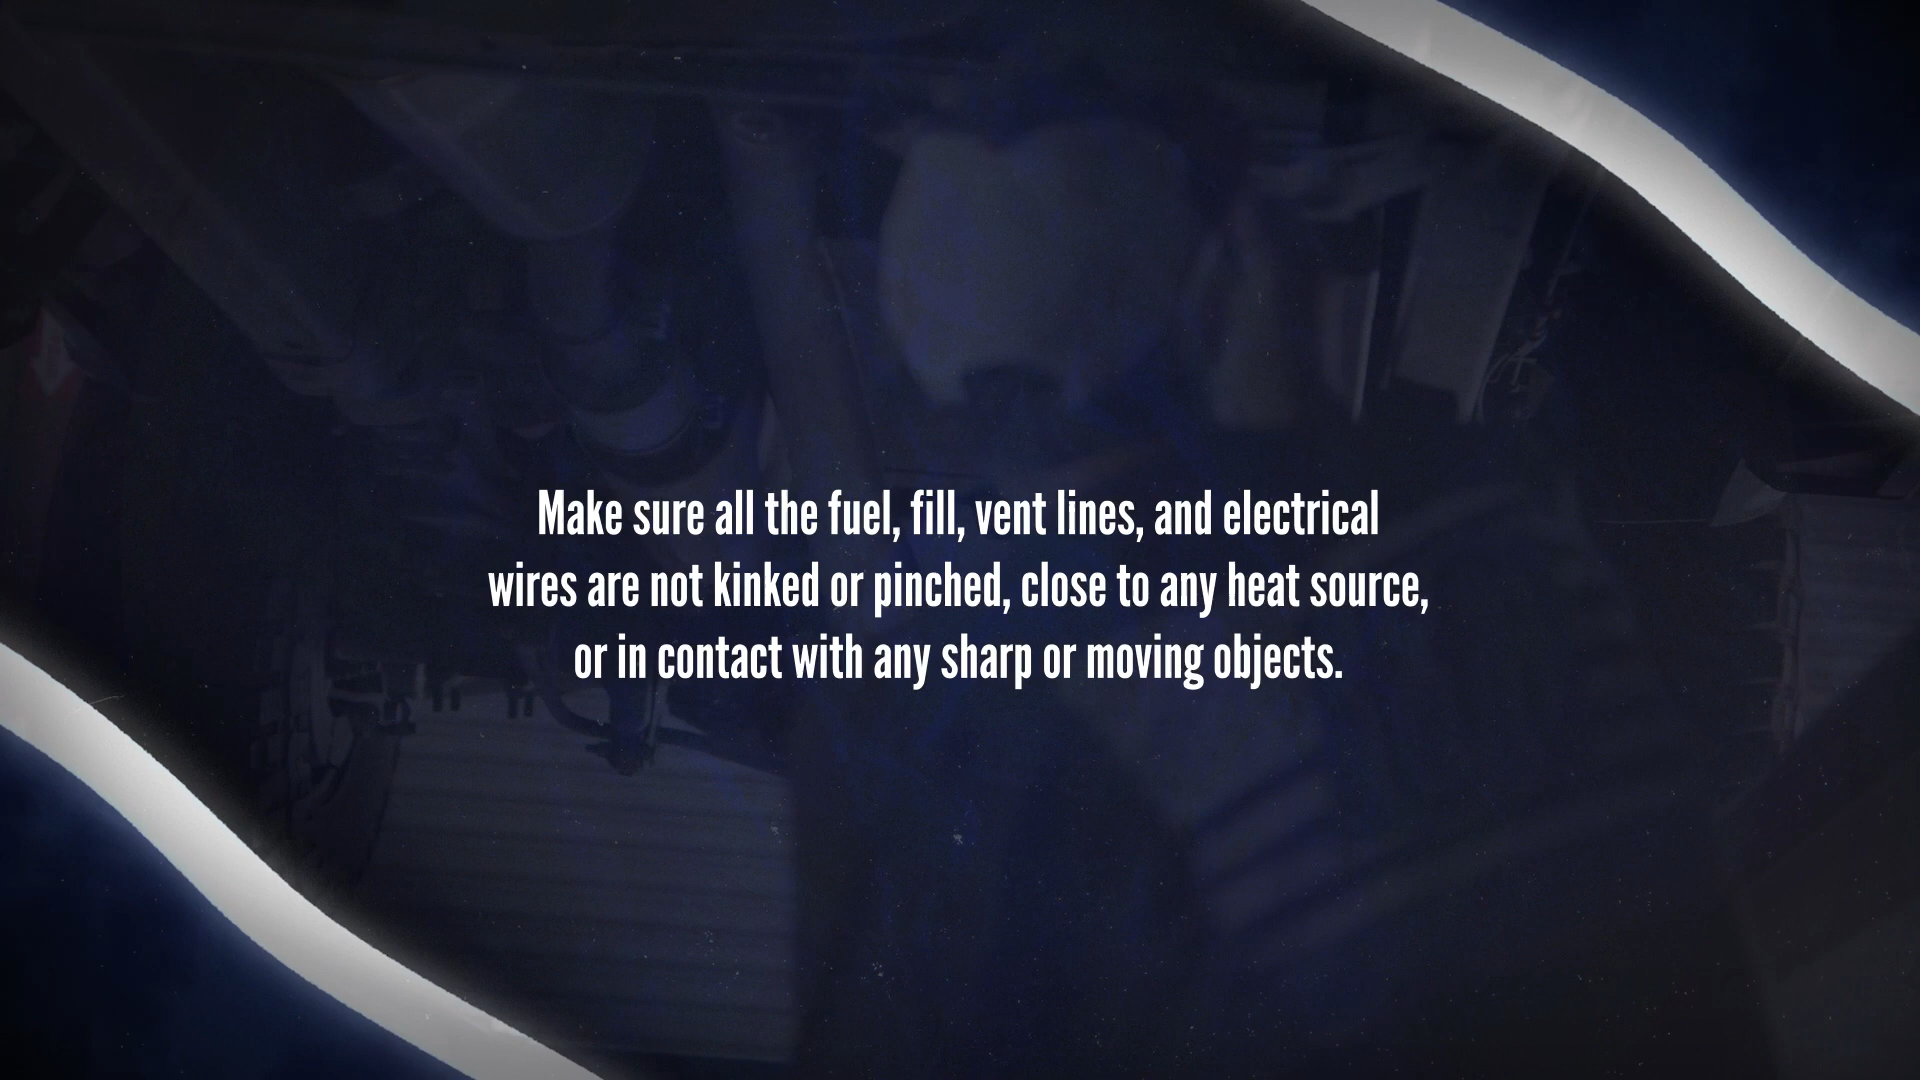 Make sure all the fuel, fill, vent lines, and electrical
wires are not kinked or pinched, close to any heat source,
or in contact with any sharp or moving objects.